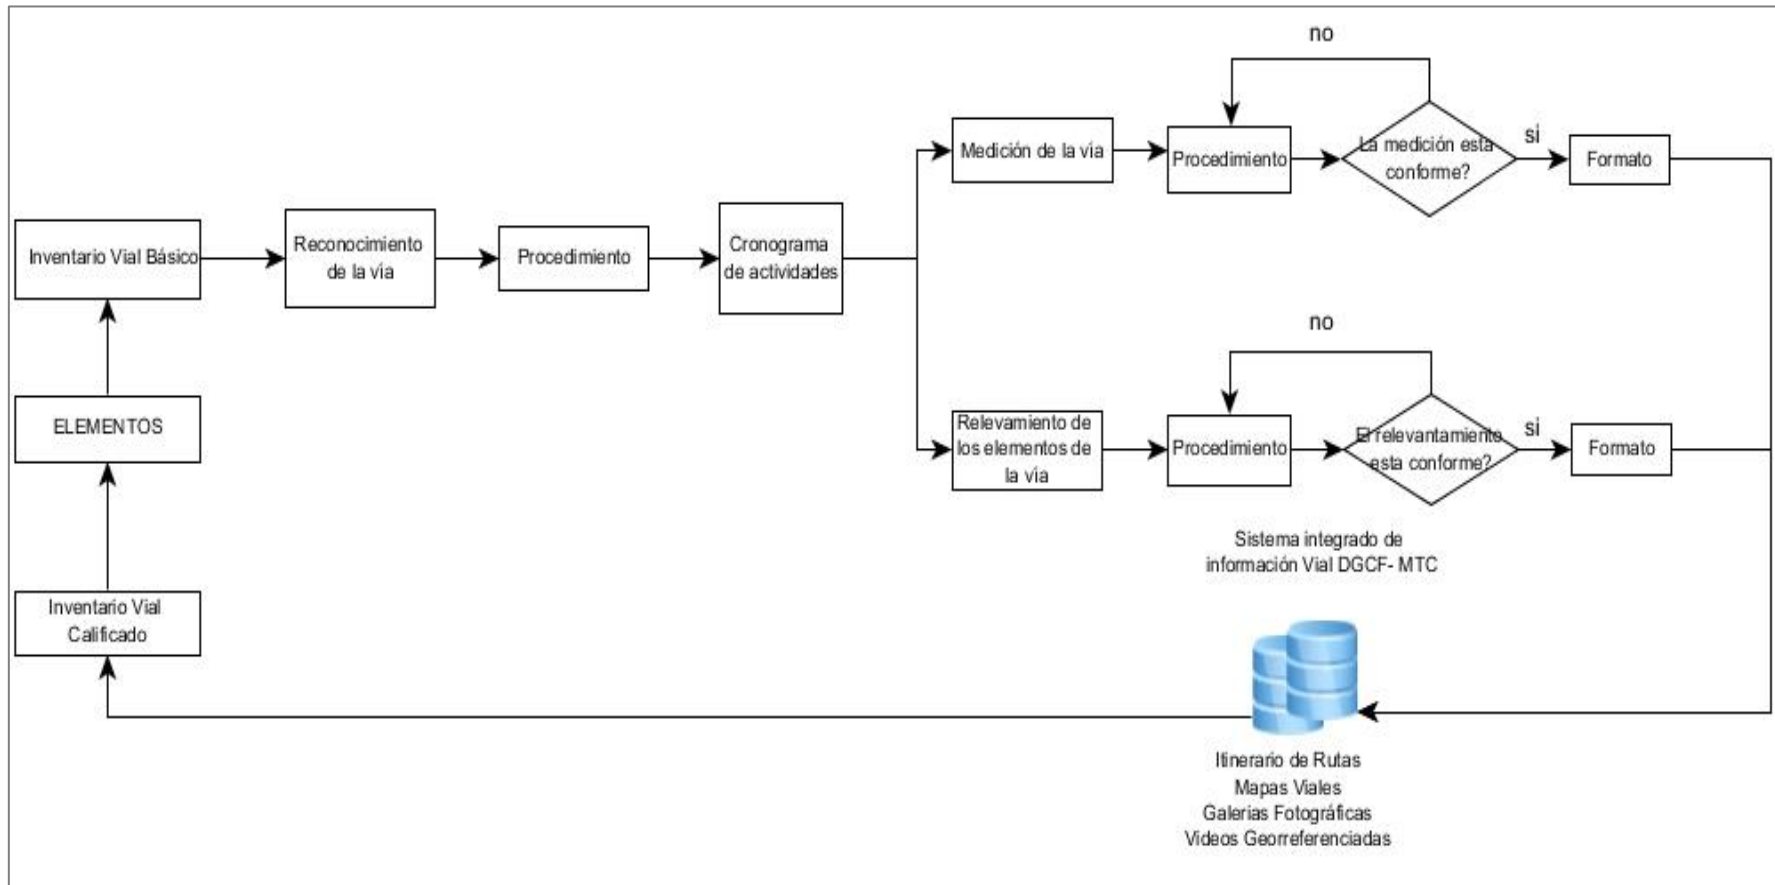 Inventario Vial Básico
Reconocimiento
de la vía
Procedimiento
Cronograma
de actividades
Medición de la vía
Procedimiento
no
La medición esta
conforme?
si
Formato
Relevamiento de
los elementos de
la vía
Procedimiento
no
El relevantamiento
esta conforme?
si
Formato
ELEMENTOS
Inventario Vial
Calificado
Sistema integrado de
información Vial DGCF- MTC
Itinerario de Rutas
Mapas Viales
Galerias Fotográficas
Videos Georreferenciadas